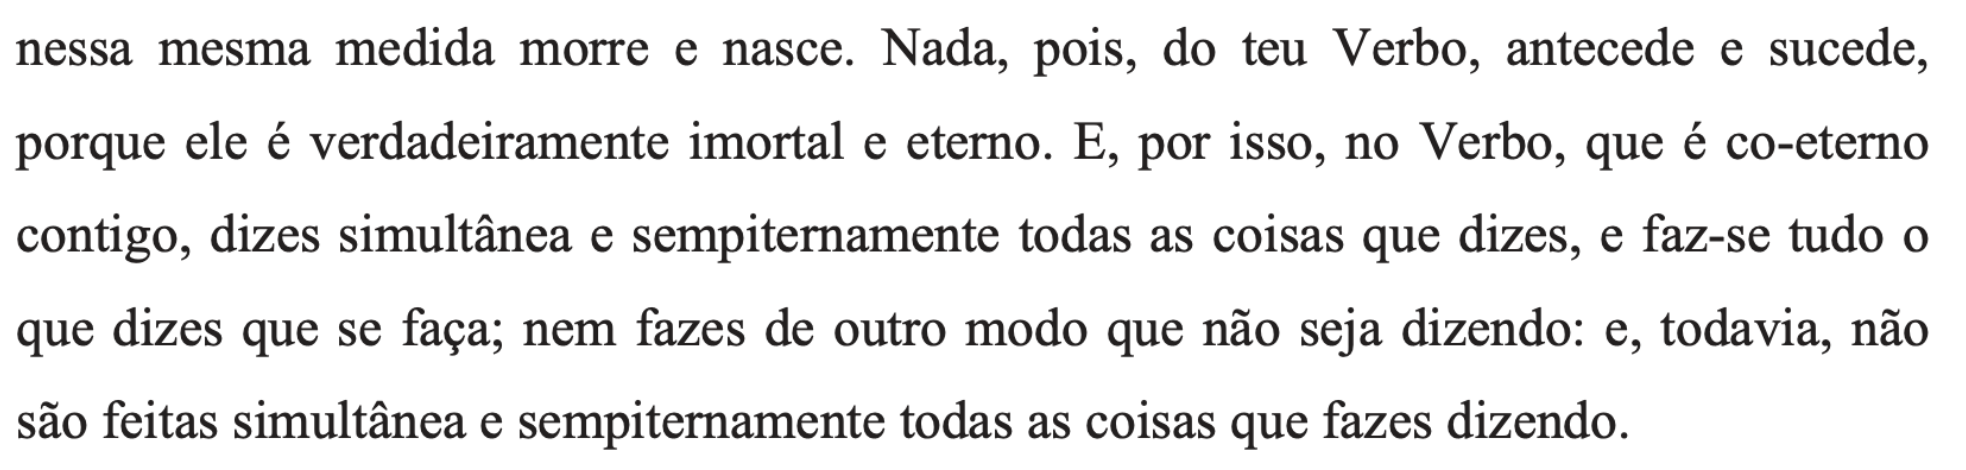 nessa mesma medida morre e nasce. Nada, pois, do teu Verbo, antecede e sucede,
porque ele é verdadeiramente imortal e eterno. E, por isso, no Verbo, que é co-eterno
contigo, dizes simultânea e sempiternamente todas as coisas que dizes, e faz-se tudo o
que dizes que se faça; nem fazes de outro modo que não seja dizendo: e, todavia, não
são feitas simultânea e sempiternamente todas as coisas que fazes dizendo.